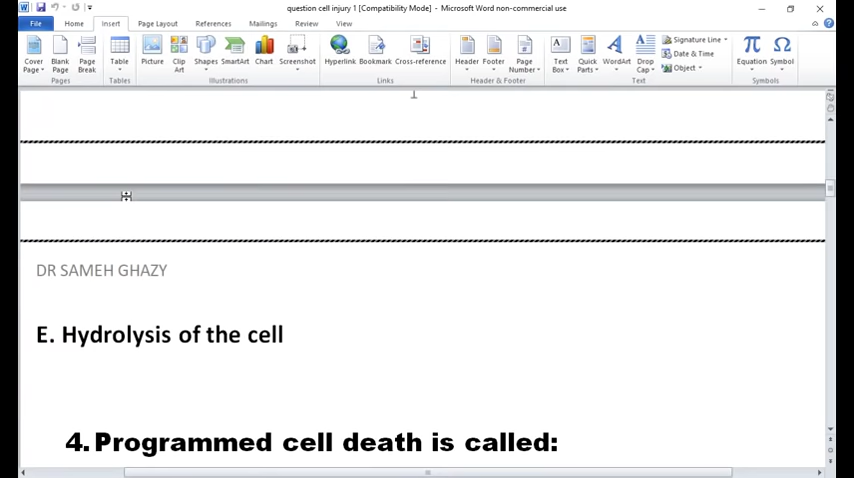 question cell injury 1 [Compatibility Mode] - Microsoft Word non-commercial use
File Home Insert Page Layout References Mailings Review View
Cover Page Blank Page Page Break Table Picture Clip Art Shapes SmartArt Chart Screenshot Hyperlink Bookmark Cross-reference Header Footer Page Number Text Box Quick Parts WordArt Drop Cap Signature Line Date & Time Object Equation Symbol
Pages Tables Illustrations Links Header & Footer Text Symbols
DR SAMEH GHAZY
E. Hydrolysis of the cell
4. Programmed cell death is called: